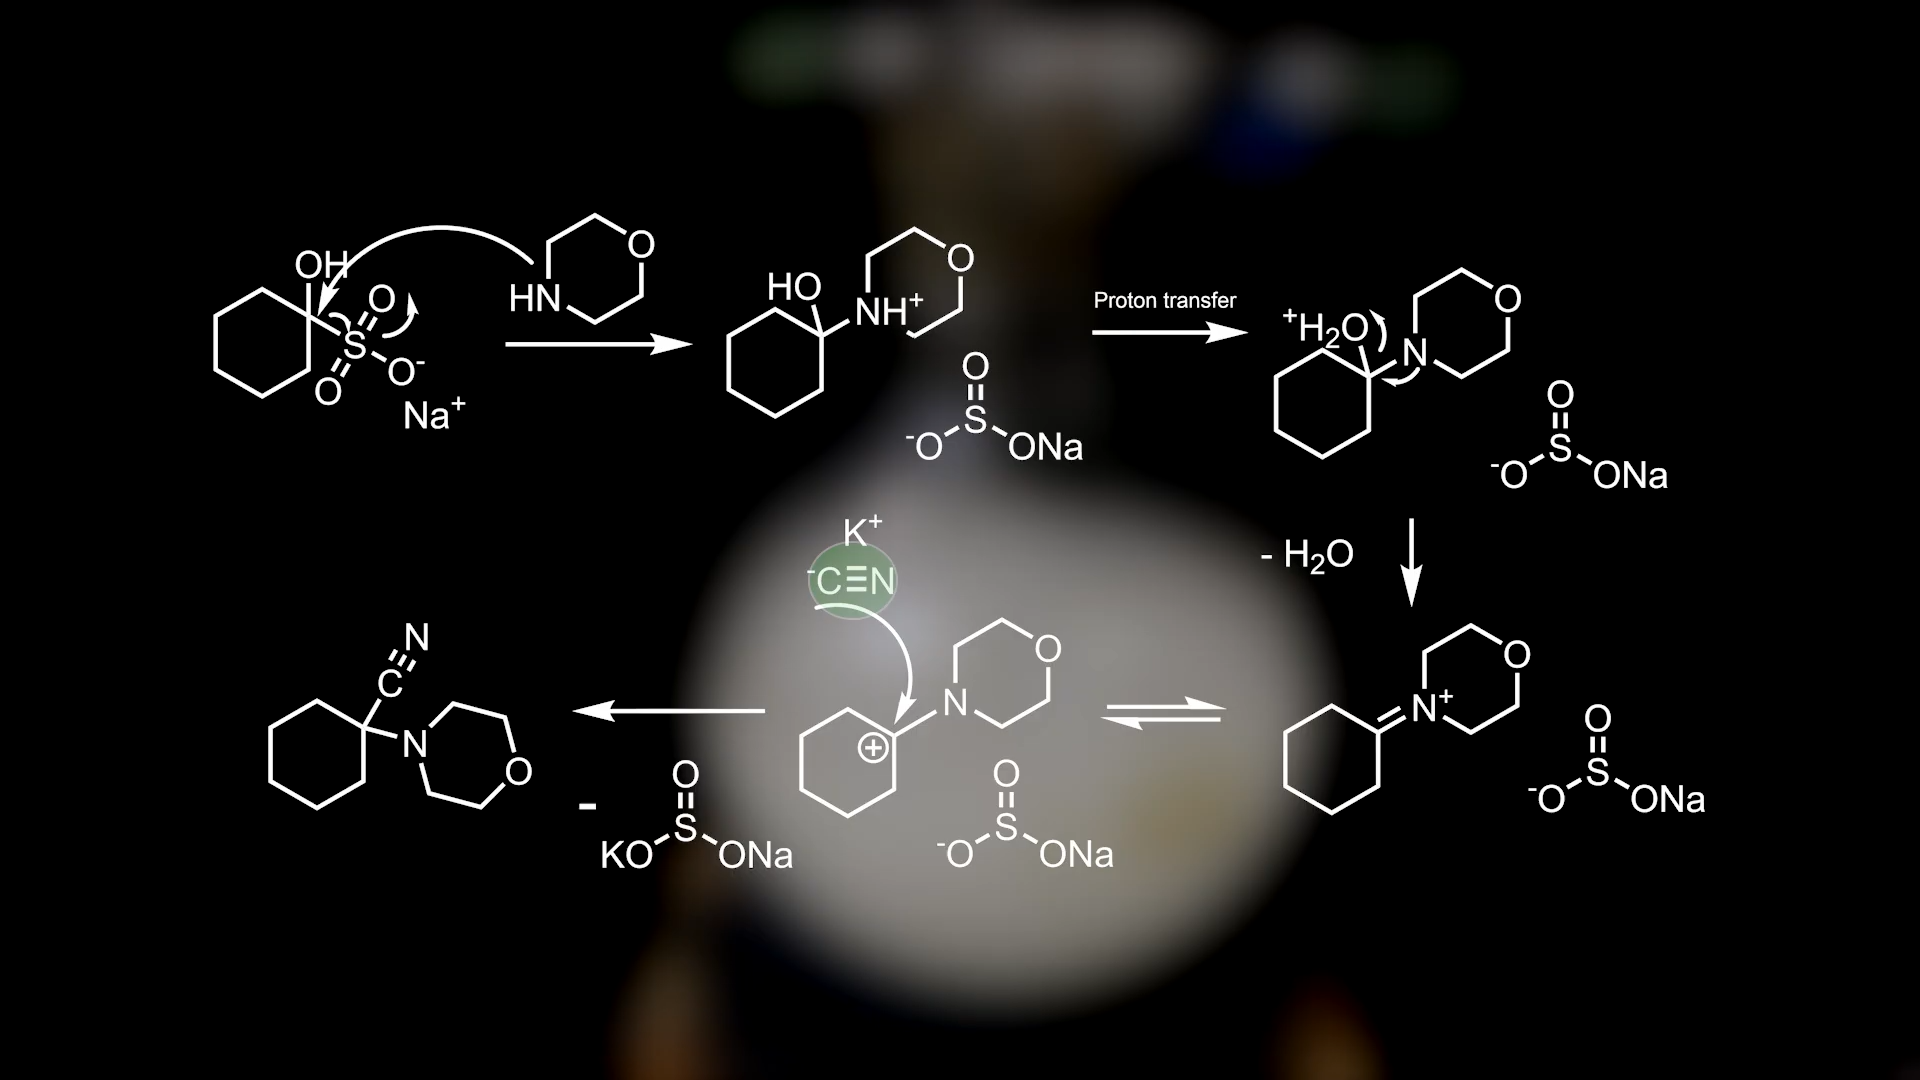 OH
O
S
O
O⁻
Na⁺
HN
O
HO
NH⁺
O
O
S
⁻O
ONa
Proton transfer
⁺H₂O
N
O
O
S
⁻O
ONa
- H₂O
K⁺
⁻C≡N
N
C
N
O
-
O
S
KO
ONa
N
O
⊕
O
S
⁻O
ONa
N⁺
O
O
S
⁻O
ONa